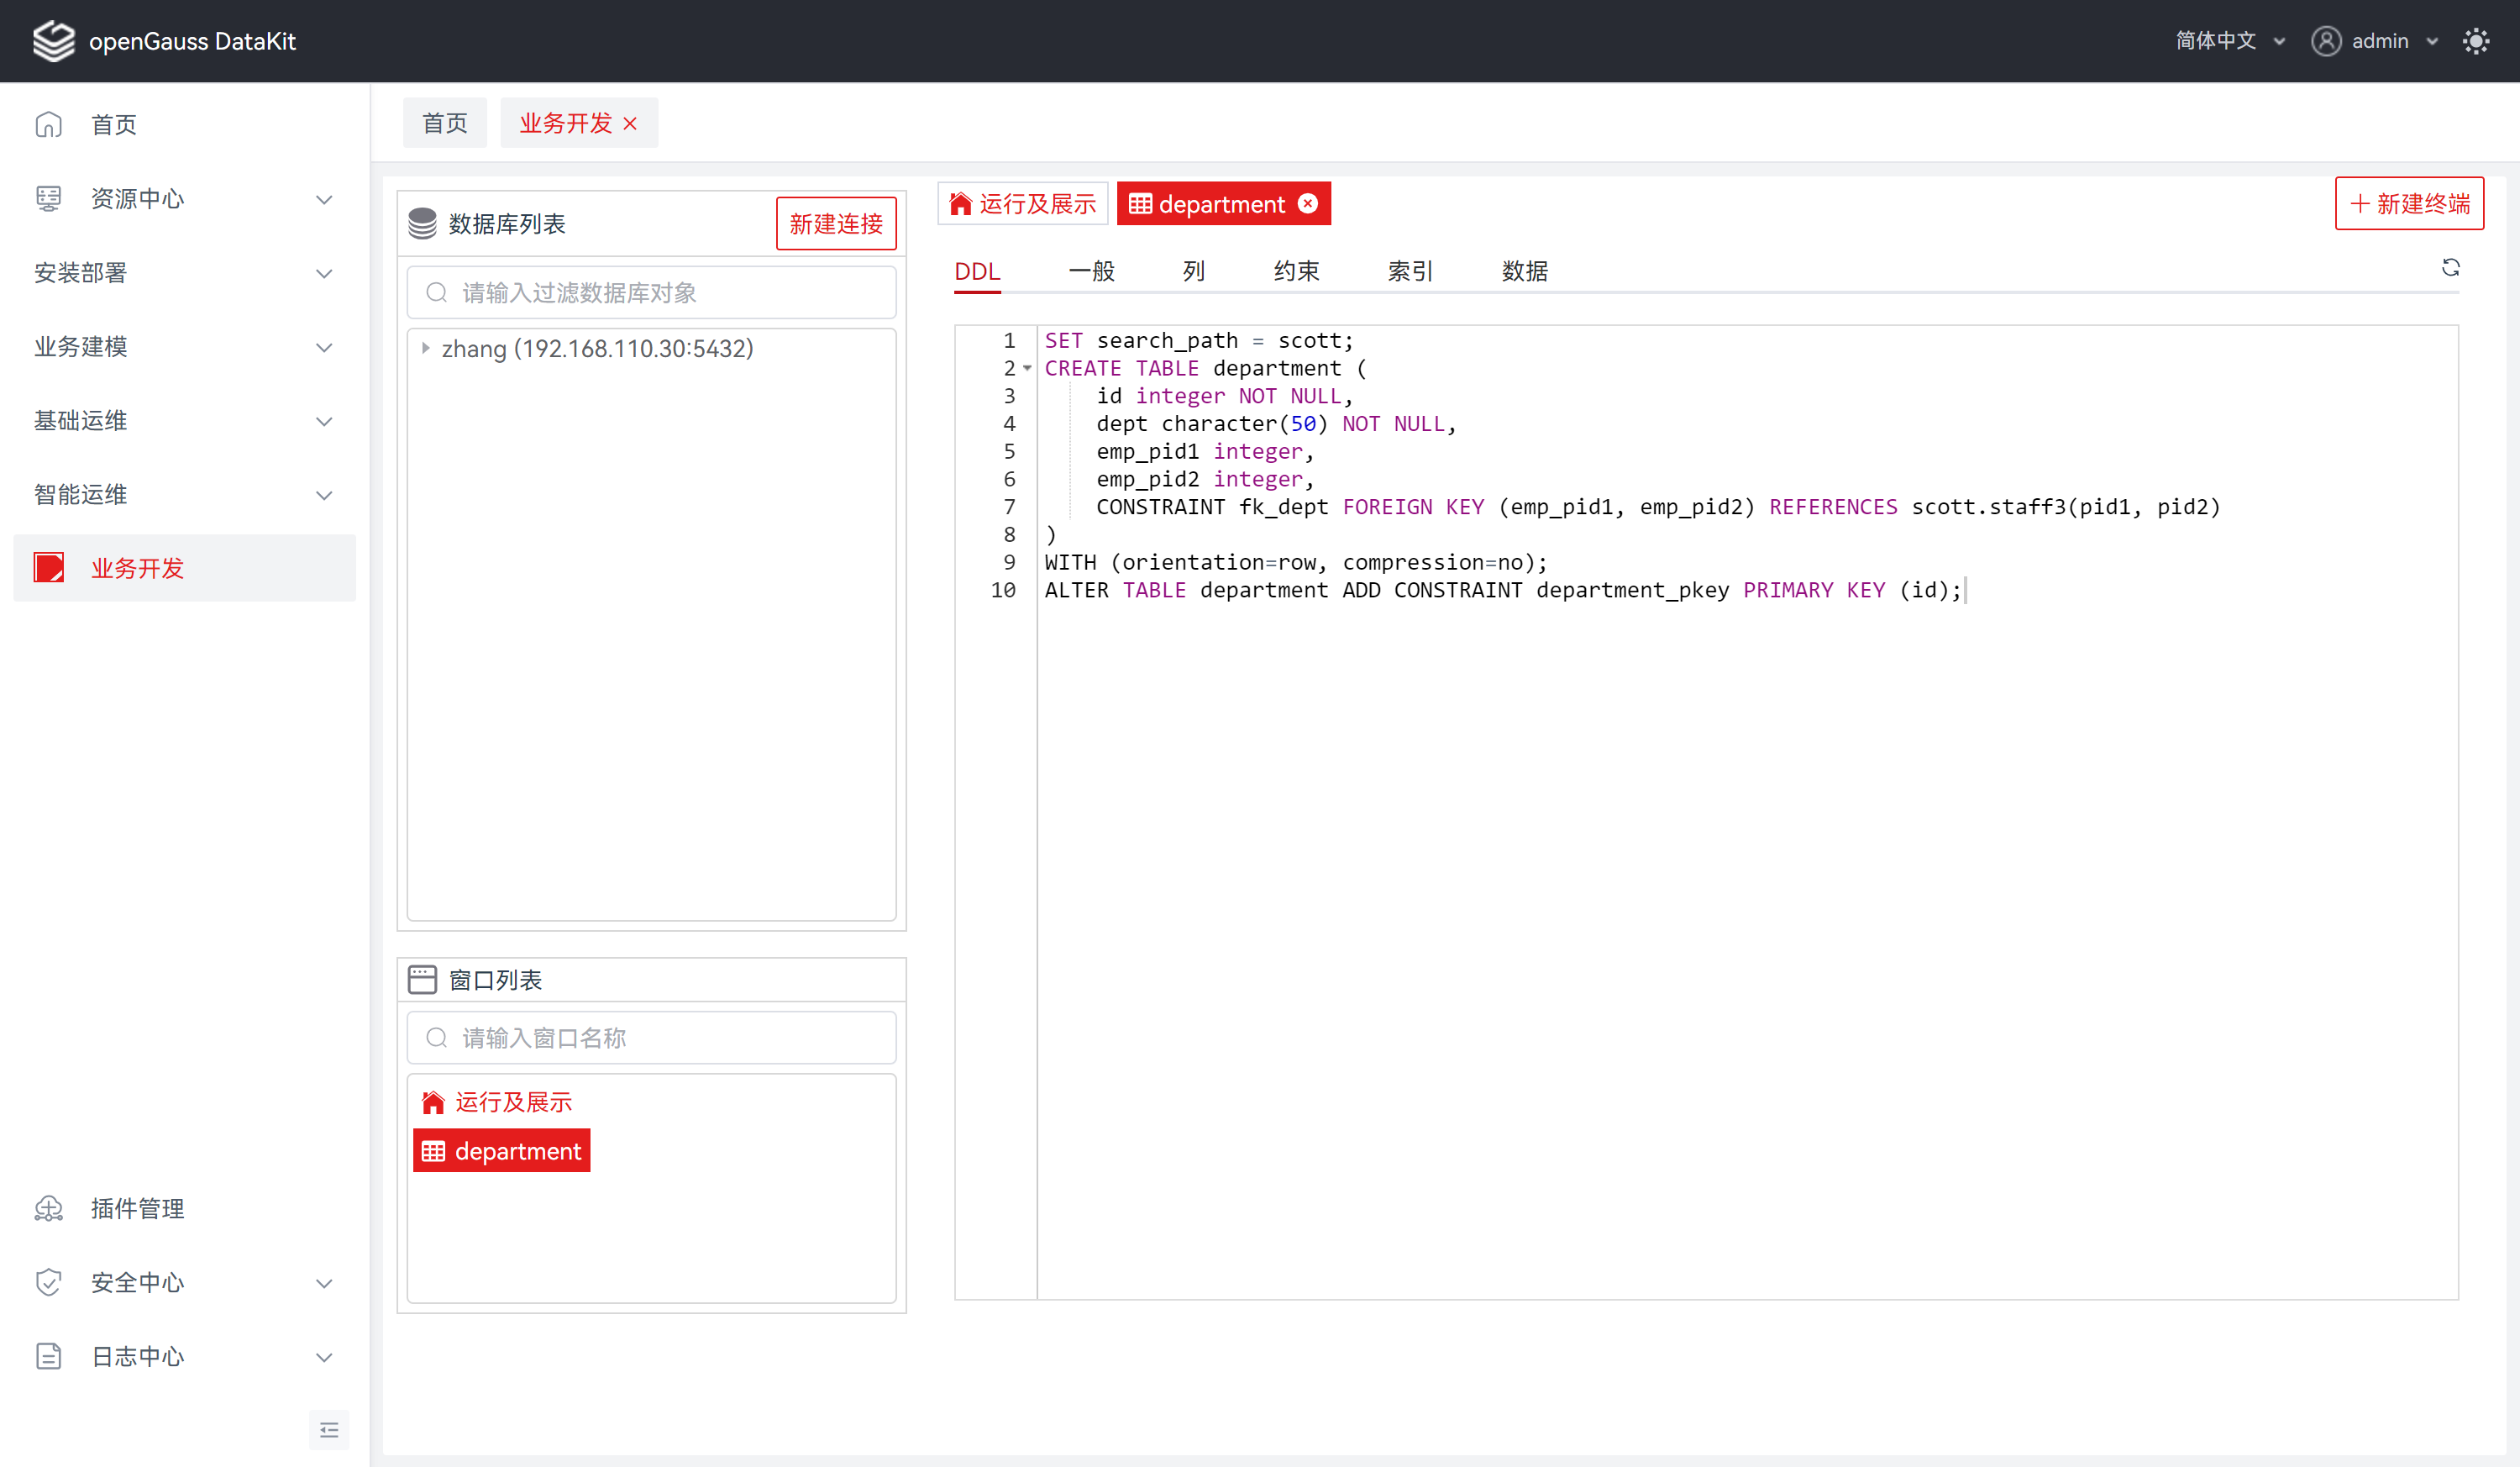 openGauss DataKit
简体中文
admin
首页
资源中心
安装部署
业务建模
基础运维
智能运维
业务开发
插件管理
安全中心
日志中心
首页
业务开发
数据库列表
新建连接
请输入过滤数据库对象
zhang (192.168.110.30:5432)
窗口列表
请输入窗口名称
运行及展示
department
运行及展示
department
新建终端
DDL
一般
列
约束
索引
数据
1 SET search_path = scott;
2 CREATE TABLE department (
3 id integer NOT NULL,
4 dept character(50) NOT NULL,
5 emp_pid1 integer,
6 emp_pid2 integer,
7 CONSTRAINT fk_dept FOREIGN KEY (emp_pid1, emp_pid2) REFERENCES scott.staff3(pid1, pid2)
8 )
9 WITH (orientation=row, compression=no);
10 ALTER TABLE department ADD CONSTRAINT department_pkey PRIMARY KEY (id);